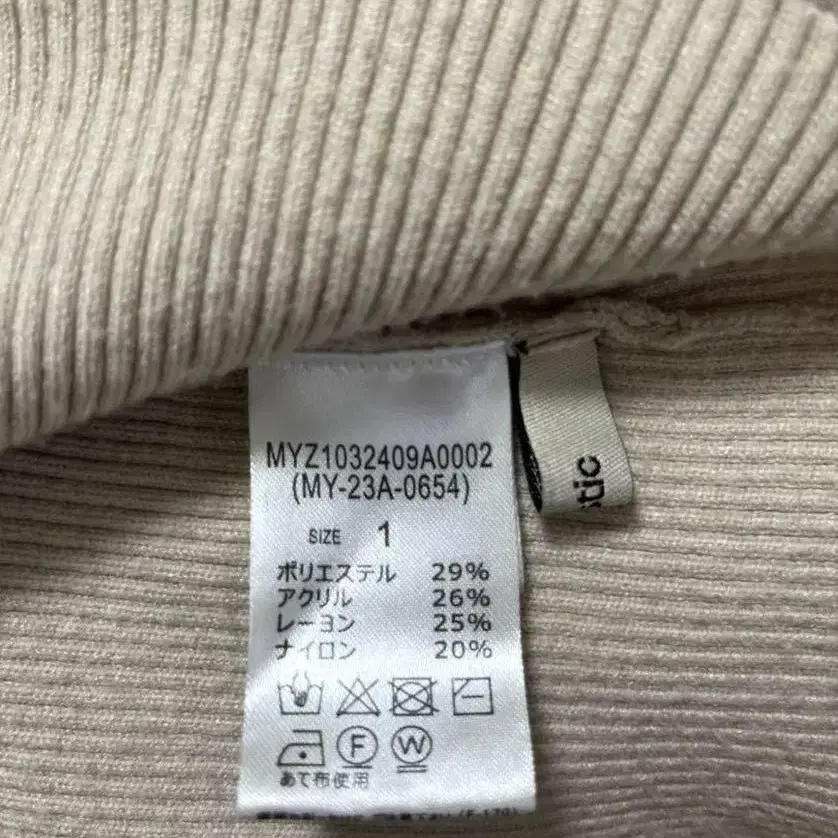 MYZ1032409A0002
(MY-23A-0654)
SIZE 1
ポリエステル 29%
アクリル 26%
レーヨン 25%
ナイロン 20%
F W
あて布使用
stic